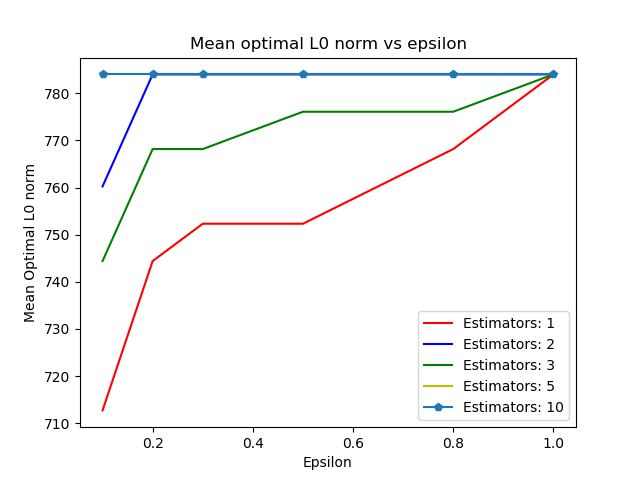 Mean optimal L0 norm vs epsilon
Mean Optimal L0 norm
780
770
760
750
740
730
720
710
0.2
0.4
0.6
0.8
1.0
Epsilon
Estimators: 1
Estimators: 2
Estimators: 3
Estimators: 5
Estimators: 10